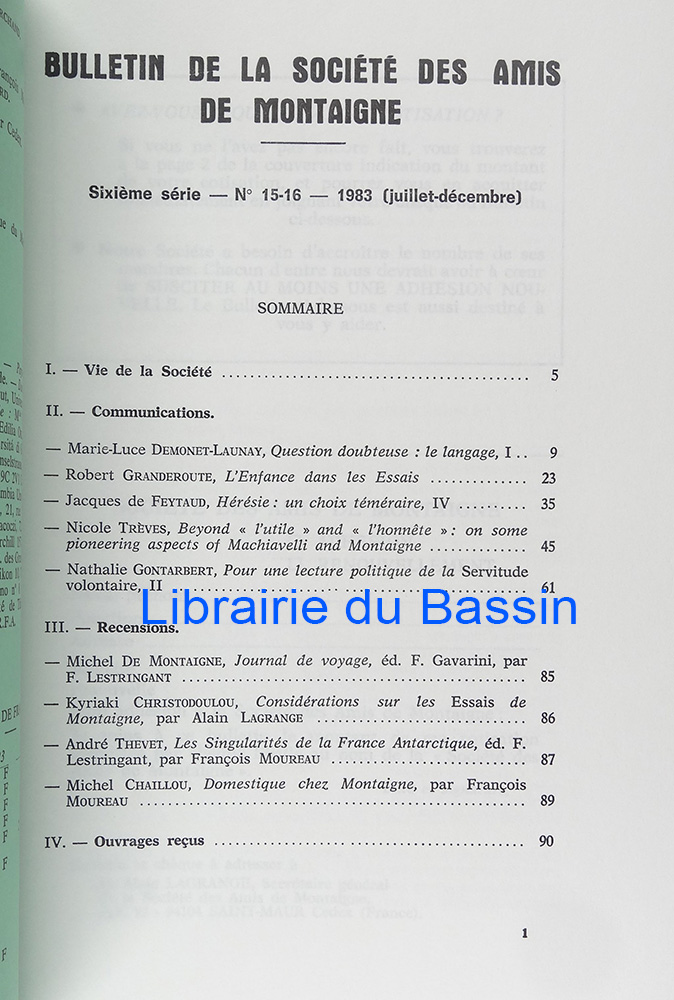 BULLETIN DE LA SOCIÉTÉ DES AMIS
DE MONTAIGNE
Sixième série — N° 15-16 — 1983 (juillet-décembre)
SOMMAIRE
I. — Vie de la Société ........................................... 5
II. — Communications.
— Marie-Luce DEMONET-LAUNAY, Question doubteuse : le langage, I .. 9
— Robert GRANDEROUTE, L'Enfance dans les Essais .............. 23
— Jacques de FEYTAUD, Hérésie : un choix téméraire, IV ........... 35
— Nicole TRÈVES, Beyond « l'utile » and « l'honnête » : on some
pioneering aspects of Machiavelli and Montaigne .............. 45
— Nathalie GONTARBERT, Pour une lecture politique de la Servitude
volontaire, II ................................................ 61
Librairie du Bassin
III. — Recensions.
— Michel DE MONTAIGNE, Journal de voyage, éd. F. Gavarini, par
F. LESTRINGANT .................................................. 85
— Kyriaki CHRISTODOULOU, Considérations sur les Essais de
Montaigne, par Alain LAGRANGE .............................. 86
— André THEVET, Les Singularités de la France Antarctique, éd. F.
Lestringant, par François MOUREAU ............................ 87
— Michel CHAILLOU, Domestique chez Montaigne, par François
MOUREAU ...................................................... 89
IV. — Ouvrages reçus ............................................ 90
1